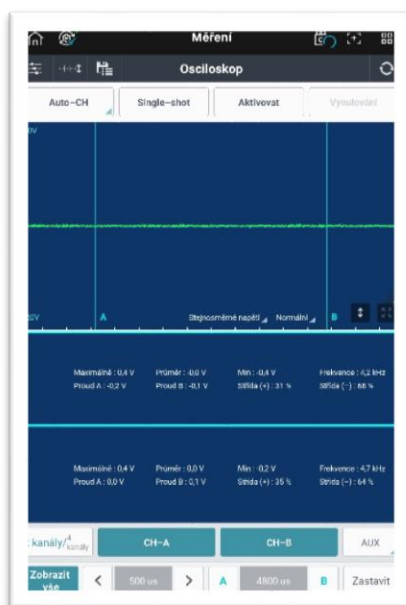 Měření
Osciloskop
Auto-CH Single-shot Aktivovat Vynulování
A Stejnosměrné napětí Normální B
Maximálně : 0,4 V Průměr : -0,0 V Min : -0,4 V Frekvence : 4,2 kHz
Proud A : -0,2 V Proud B : -0,1 V Střída (+) : 31 % Střída (-) : 68 %
Maximálně : 0,4 V Průměr : 0,0 V Min : -0,2 V Frekvence : 4,7 kHz
Proud A : 0,0 V Proud B : 0,1 V Střída (+) : 35 % Střída (-) : 64 %
kanály/4 kanály CH-A CH-B AUX
Zobrazit vše < 500 us > A 4800 us B Zastavit